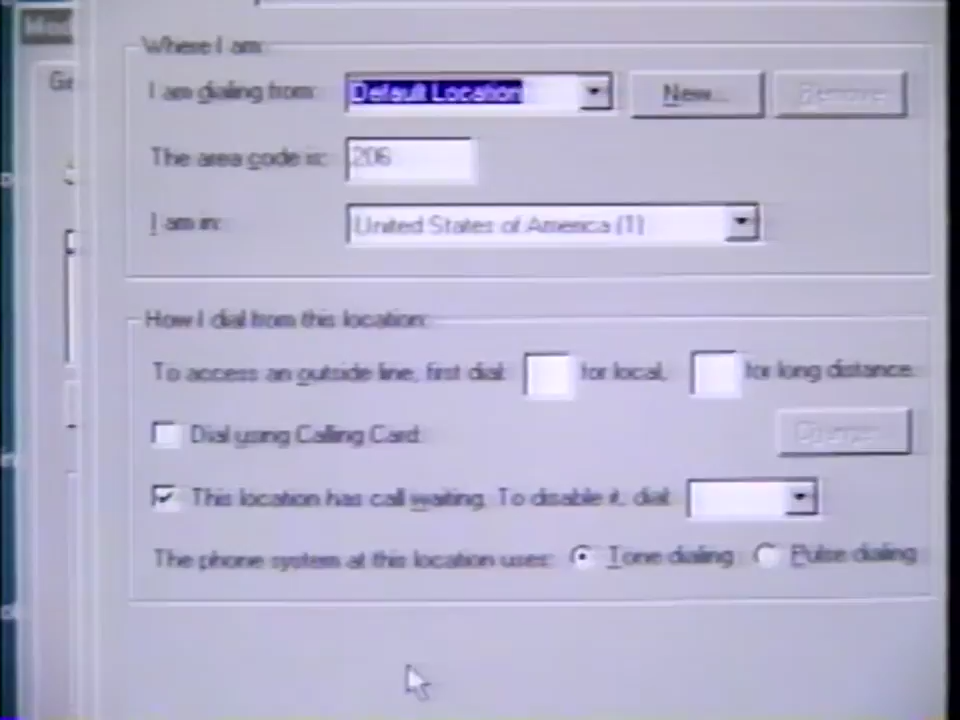 Where I am:
I am dialing from: Default Location New... Remove
The area code is: 206
I am in: United States of America (1)
How I dial from this location:
To access an outside line, first dial: for local, for long distance.
Dial using Calling Card:
This location has call waiting. To disable it, dial:
The phone system at this location uses: Tone dialing Pulse dialing